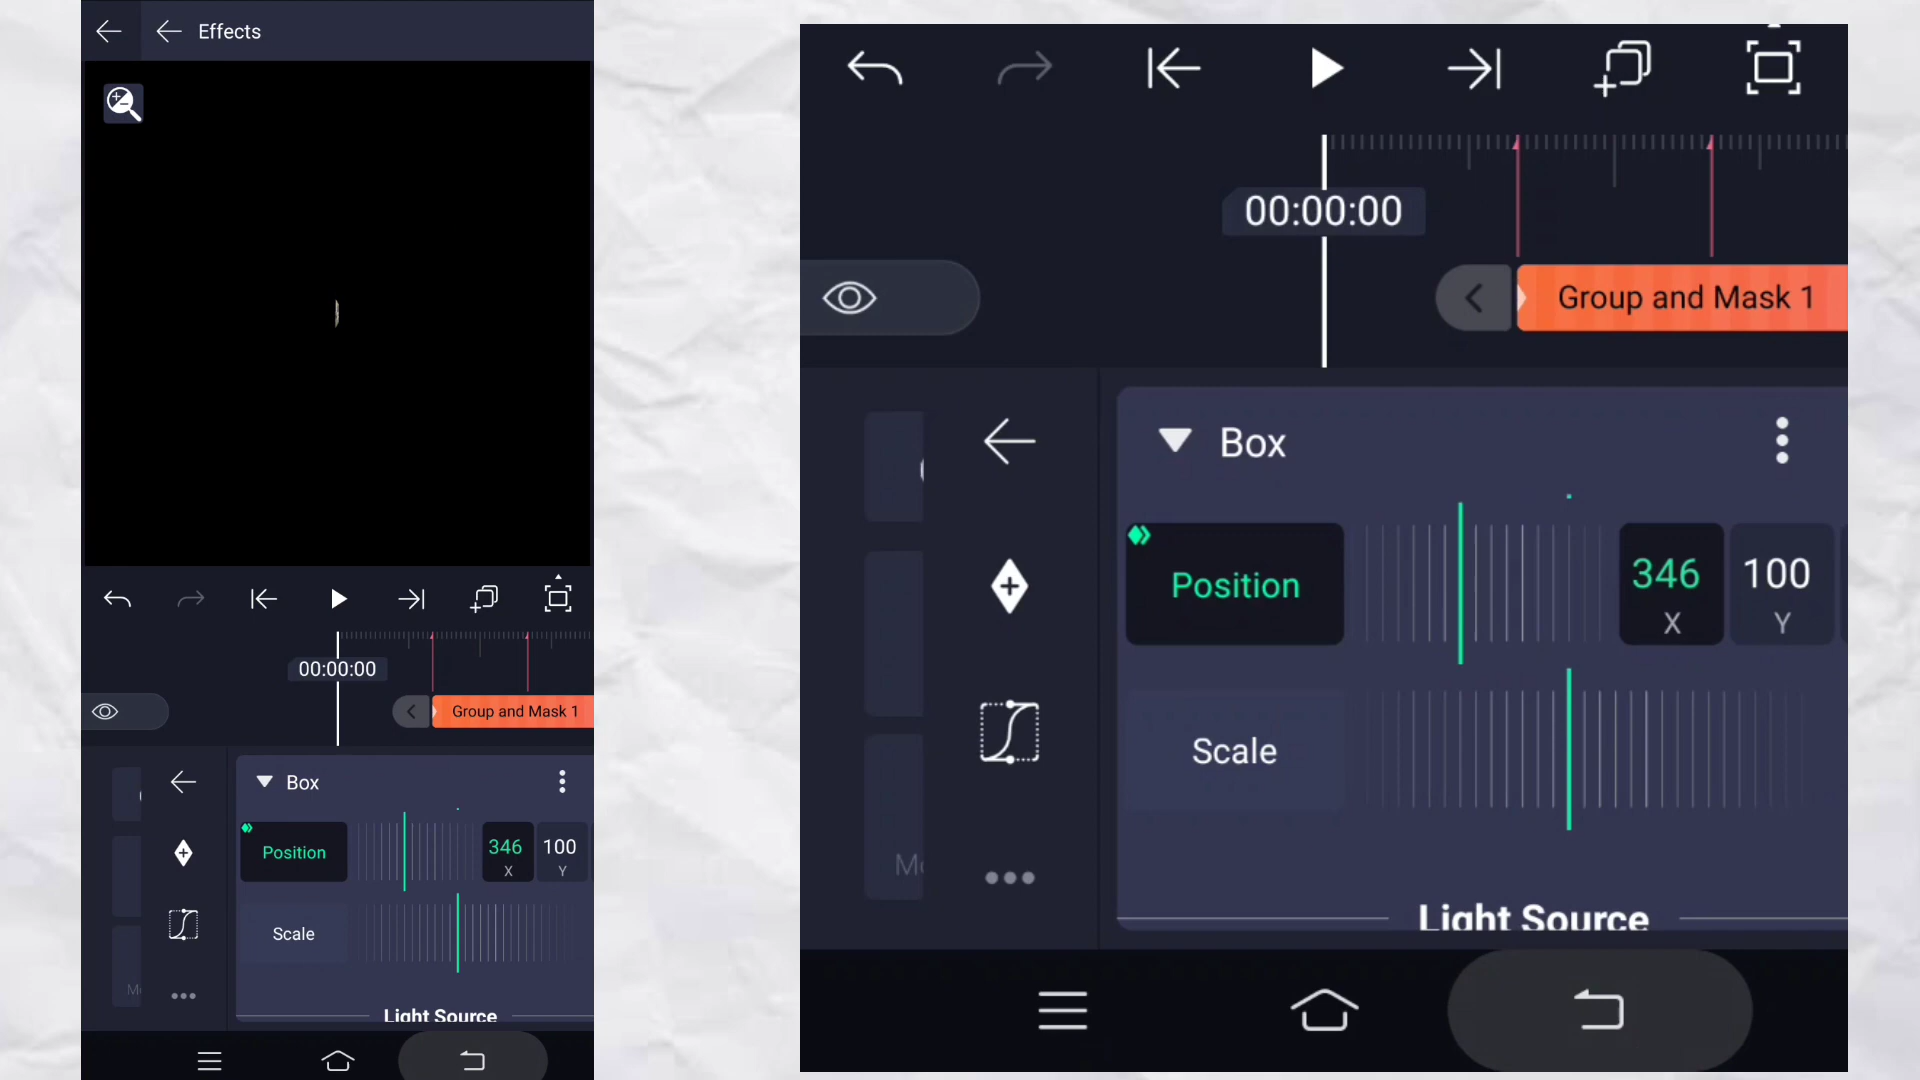 Effects
00:00:00
Group and Mask 1
Box
Position
346
X
100
Y
Scale
Light Source
00:00:00
Group and Mask 1
Box
Position
346
X
100
Y
Scale
Light Source